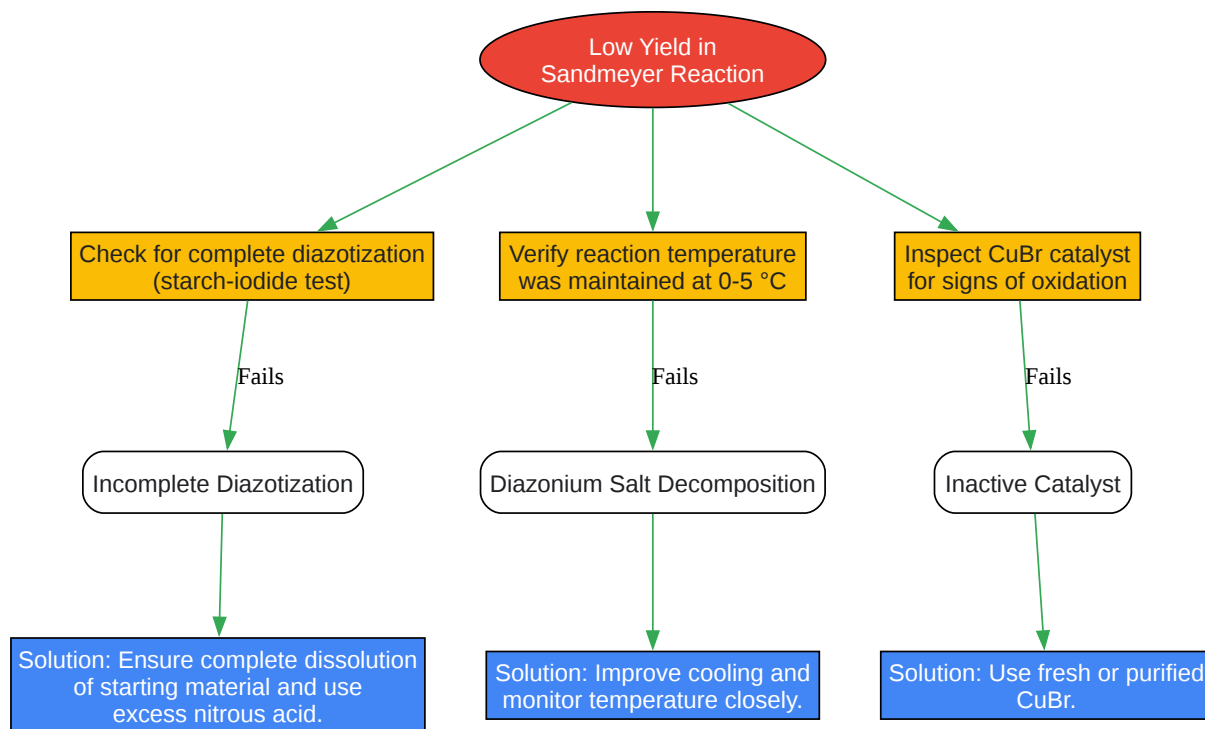 Low Yield in
Sandmeyer Reaction
Check for complete diazotization
(starch-iodide test)
Verify reaction temperature
was maintained at 0-5 °C
Inspect CuBr catalyst
for signs of oxidation
Fails
Fails
Fails
Incomplete Diazotization
Diazonium Salt Decomposition
Inactive Catalyst
Solution: Ensure complete dissolution
of starting material and use
excess nitrous acid.
Solution: Improve cooling and
monitor temperature closely.
Solution: Use fresh or purified
CuBr.